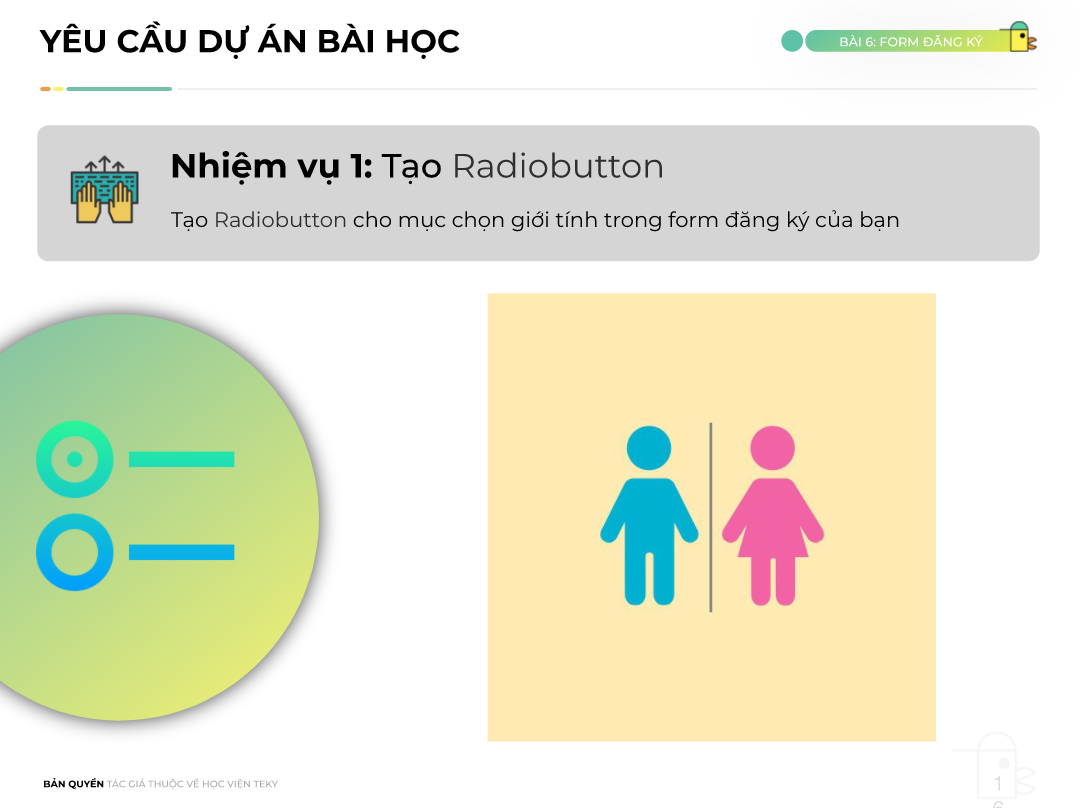 YÊU CẦU DỰ ÁN BÀI HỌC
BÀI 6: FORM ĐĂNG KÝ
Nhiệm vụ 1: Tạo Radiobutton
Tạo Radiobutton cho mục chọn giới tính trong form đăng ký của bạn
BẢN QUYỀN TÁC GIẢ THUỘC VỀ HỌC VIỆN TEKY
1
6